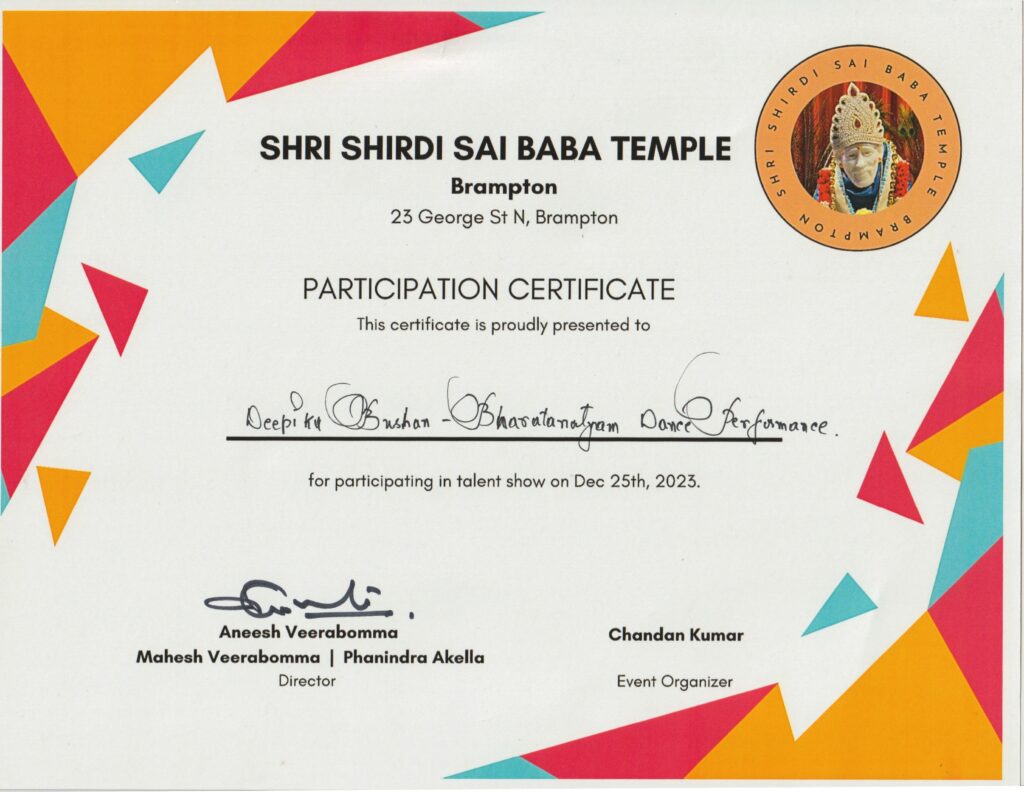 SHRI SHIRDI SAI BABA TEMPLE BRAMPTON
SHRI SHIRDI SAI BABA TEMPLE
Brampton
23 George St N, Brampton
PARTICIPATION CERTIFICATE
This certificate is proudly presented to
Deepika Bushan - Bharatanatyam Dance Performance.
for participating in talent show on Dec 25th, 2023.
Aneesh Veerabomma
Mahesh Veerabomma | Phanindra Akella
Director
Chandan Kumar
Event Organizer